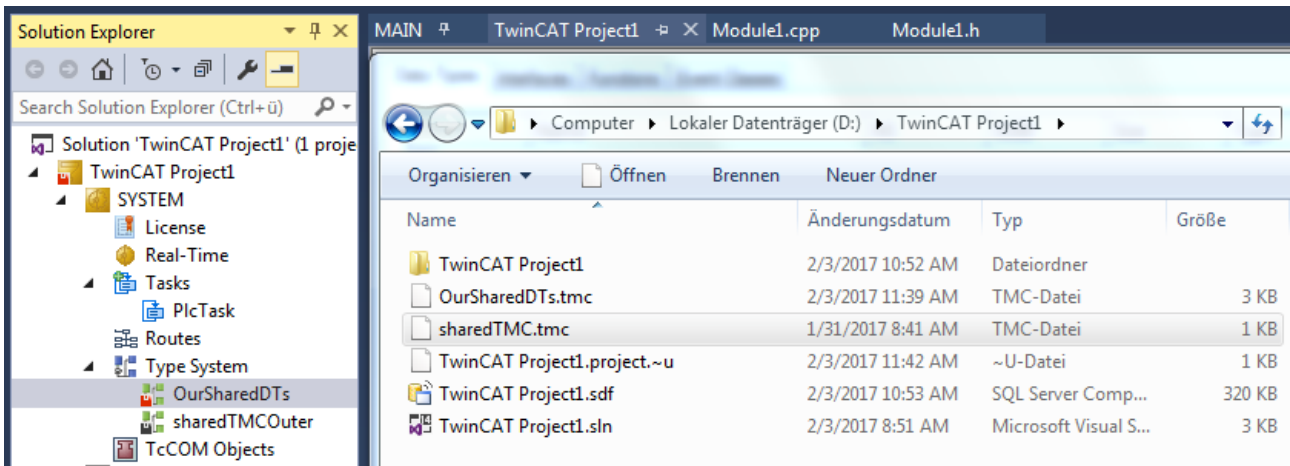 Solution Explorer
MAIN TwinCAT Project1 Module1.cpp Module1.h
Search Solution Explorer (Ctrl+ü)
Solution 'TwinCAT Project1' (1 proje
TwinCAT Project1
SYSTEM
License
Real-Time
Tasks
PlcTask
Routes
Type System
OurSharedDTs
sharedTMCOuter
TcCOM Objects
Computer Lokaler Datenträger (D:) TwinCAT Project1
Organisieren Öffnen Brennen Neuer Ordner
Name Änderungsdatum Typ Größe
TwinCAT Project1 2/3/2017 10:52 AM Dateiordner
OurSharedDTs.tmc 2/3/2017 11:39 AM TMC-Datei 3 KB
sharedTMC.tmc 1/31/2017 8:41 AM TMC-Datei 1 KB
TwinCAT Project1.project.~u 2/3/2017 11:42 AM ~U-Datei 1 KB
TwinCAT Project1.sdf 2/3/2017 10:53 AM SQL Server Comp... 320 KB
TwinCAT Project1.sln 2/3/2017 8:51 AM Microsoft Visual S... 3 KB